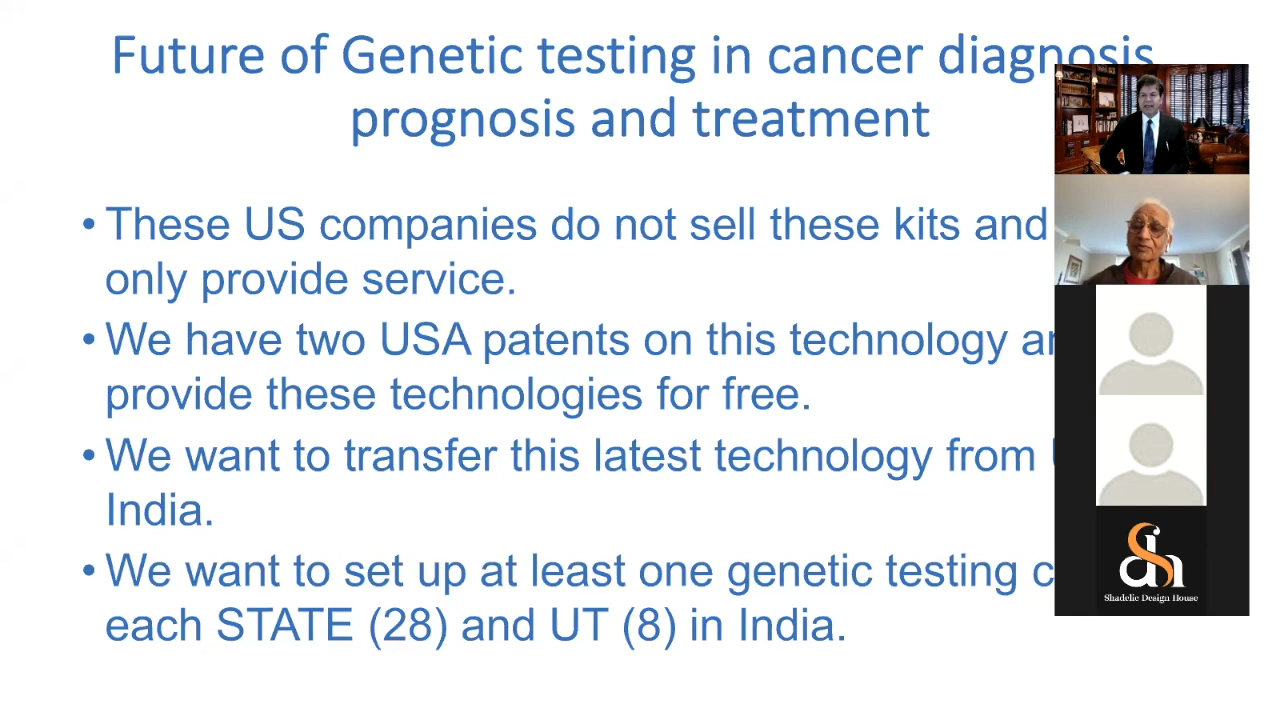 Future of Genetic testing in cancer diagnosis
prognosis and treatment
• These US companies do not sell these kits and
only provide service.
• We have two USA patents on this technology
provide these technologies for free.
• We want to transfer this latest technology from
India.
• We want to set up at least one genetic testing
each STATE (28) and UT (8) in India.
Shadelic Design House